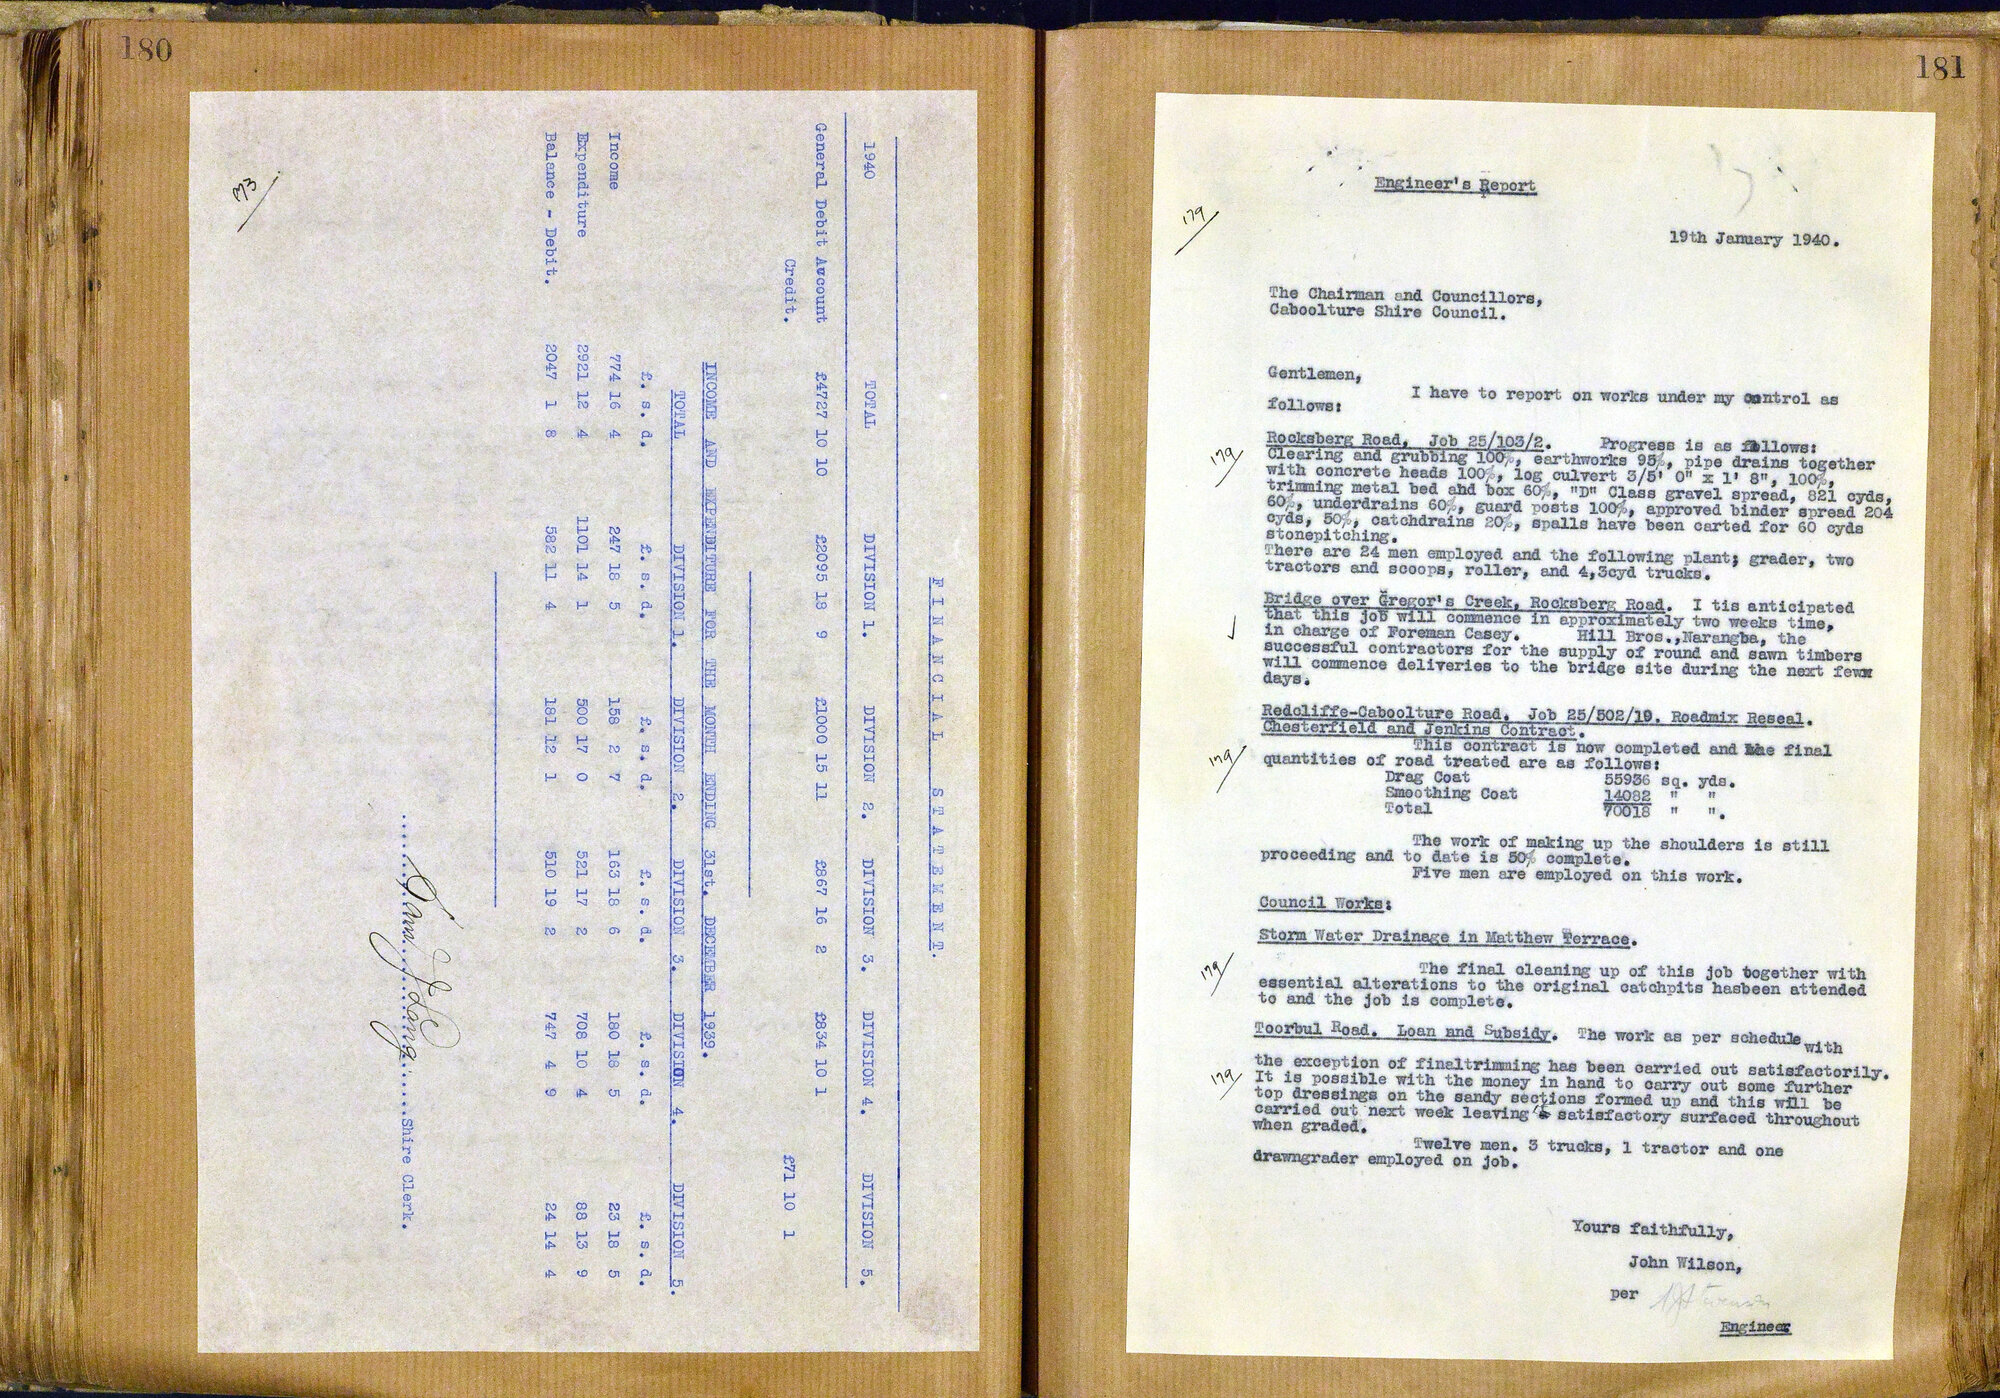 180
FINANCIAL STATEMENT.
1940 TOTAL DIVISION 1. DIVISION 2. DIVISION 3. DIVISION 4. DIVISION 5.
General Debit Account £4727 10 10 £2095 18 9 £1000 15 11 £867 16 2 £834 10 1
Credit. £71 10 1
INCOME AND EXPENDITURE FOR THE MONTH ENDING 31st. DECEMBER 1939.
TOTAL DIVISION 1. DIVISION 2. DIVISION 3. DIVISION 4. DIVISION 5.
£. s. d. £. s. d. £. s. d. £. s. d. £. s. d. £. s. d.
Income 774 16 4 247 18 5 158 2 7 163 18 6 180 18 5 23 18 5
Expenditure 2921 12 4 1101 14 1 500 17 0 521 17 2 708 10 4 88 13 9
Balance - Debit. 2047 1 8 582 11 4 181 12 1 510 19 2 747 4 9 24 14 4
Shire Clerk.
181
Engineer's Report
179
19th January 1940.
The Chairman and Councillors,
Caboolture Shire Council.
Gentlemen,
I have to report on works under my control as
follows:
179
Rocksberg Road, Job 25/103/2. Progress is as follows:
Clearing and grubbing 100%, earthworks 95%, pipe drains together
with concrete heads 100%, log culvert 3/5' 0" x 1' 8", 100%,
trimming metal bed and box 60%, "D" Class gravel spread, 821 cyds,
60%, underdrains 60%, guard posts 100%, approved binder spread 204
cyds, 50%, catchdrains 20%, spalls have been carted for 60 cyds
stonepitching.
There are 24 men employed and the following plant; grader, two
tractors and scoops, roller, and 4,3cyd trucks.
Bridge over Gregor's Creek, Rocksberg Road. I tis anticipated
that this job will commence in approximately two weeks time,
in charge of Foreman Casey. Hill Bros.,Narangba, the
successful contractors for the supply of round and sawn timbers
will commence deliveries to the bridge site during the next few
days.
Redcliffe-Caboolture Road. Job 25/502/19. Roadmix Reseal.
Chesterfield and Jenkins Contract.
179
This contract is now completed and the final
quantities of road treated are as follows:
Drag Coat 55936 sq. yds.
Smoothing Coat 14082 " "
Total 70018 " ".
The work of making up the shoulders is still
proceeding and to date is 50% complete.
Five men are employed on this work.
Council Works:
Storm Water Drainage in Matthew Terrace.
179
The final cleaning up of this job together with
essential alterations to the original catchpits hasbeen attended
to and the job is complete.
Toorbul Road. Loan and Subsidy. The work as per schedule with
the exception of finaltrimming has been carried out satisfactorily.
179
It is possible with the money in hand to carry out some further
top dressings on the sandy sections formed up and this will be
carried out next week leaving a satisfactory surfaced throughout
when graded.
Twelve men. 3 trucks, 1 tractor and one
drawngrader employed on job.
Yours faithfully,
John Wilson,
per
Engineer